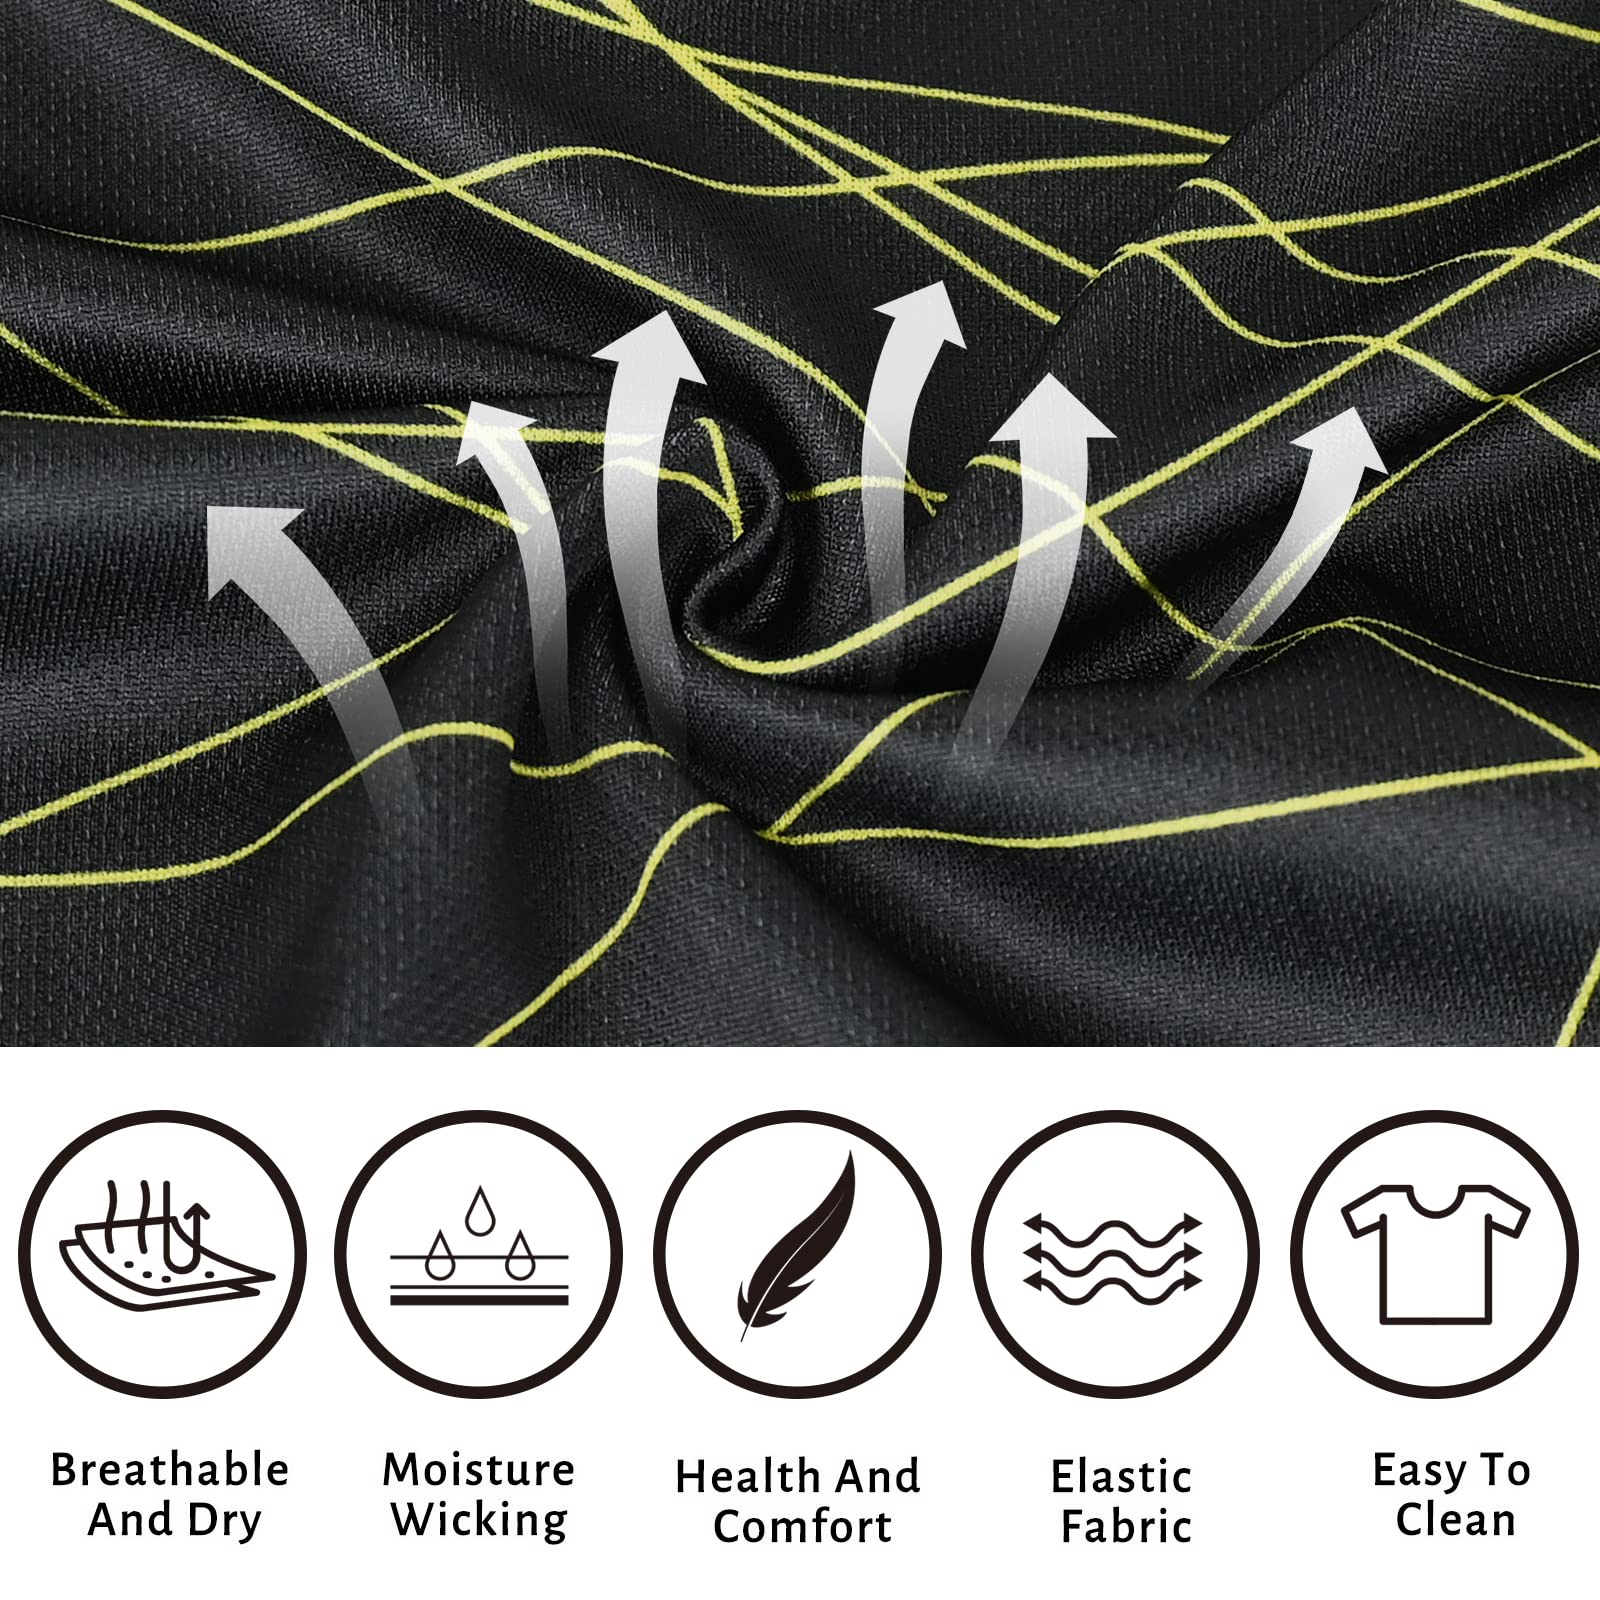 Breathable
And Dry
Moisture
Wicking
Health And
Comfort
Elastic
Fabric
Easy To
Clean